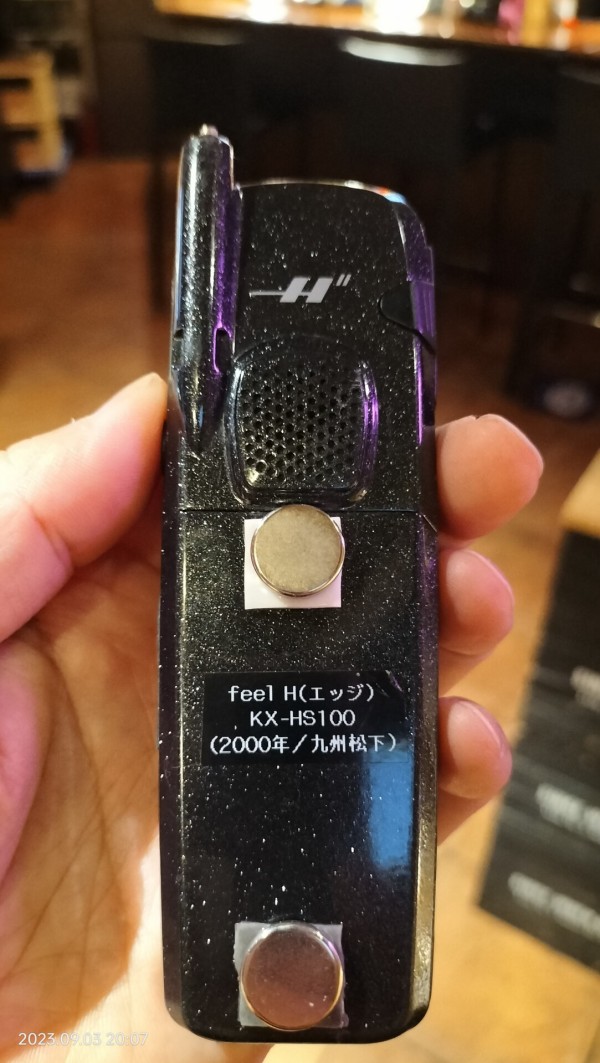 H"
feel H(エッジ)
KX-HS100
(2000年/九州松下)
2023.09.03 20:07